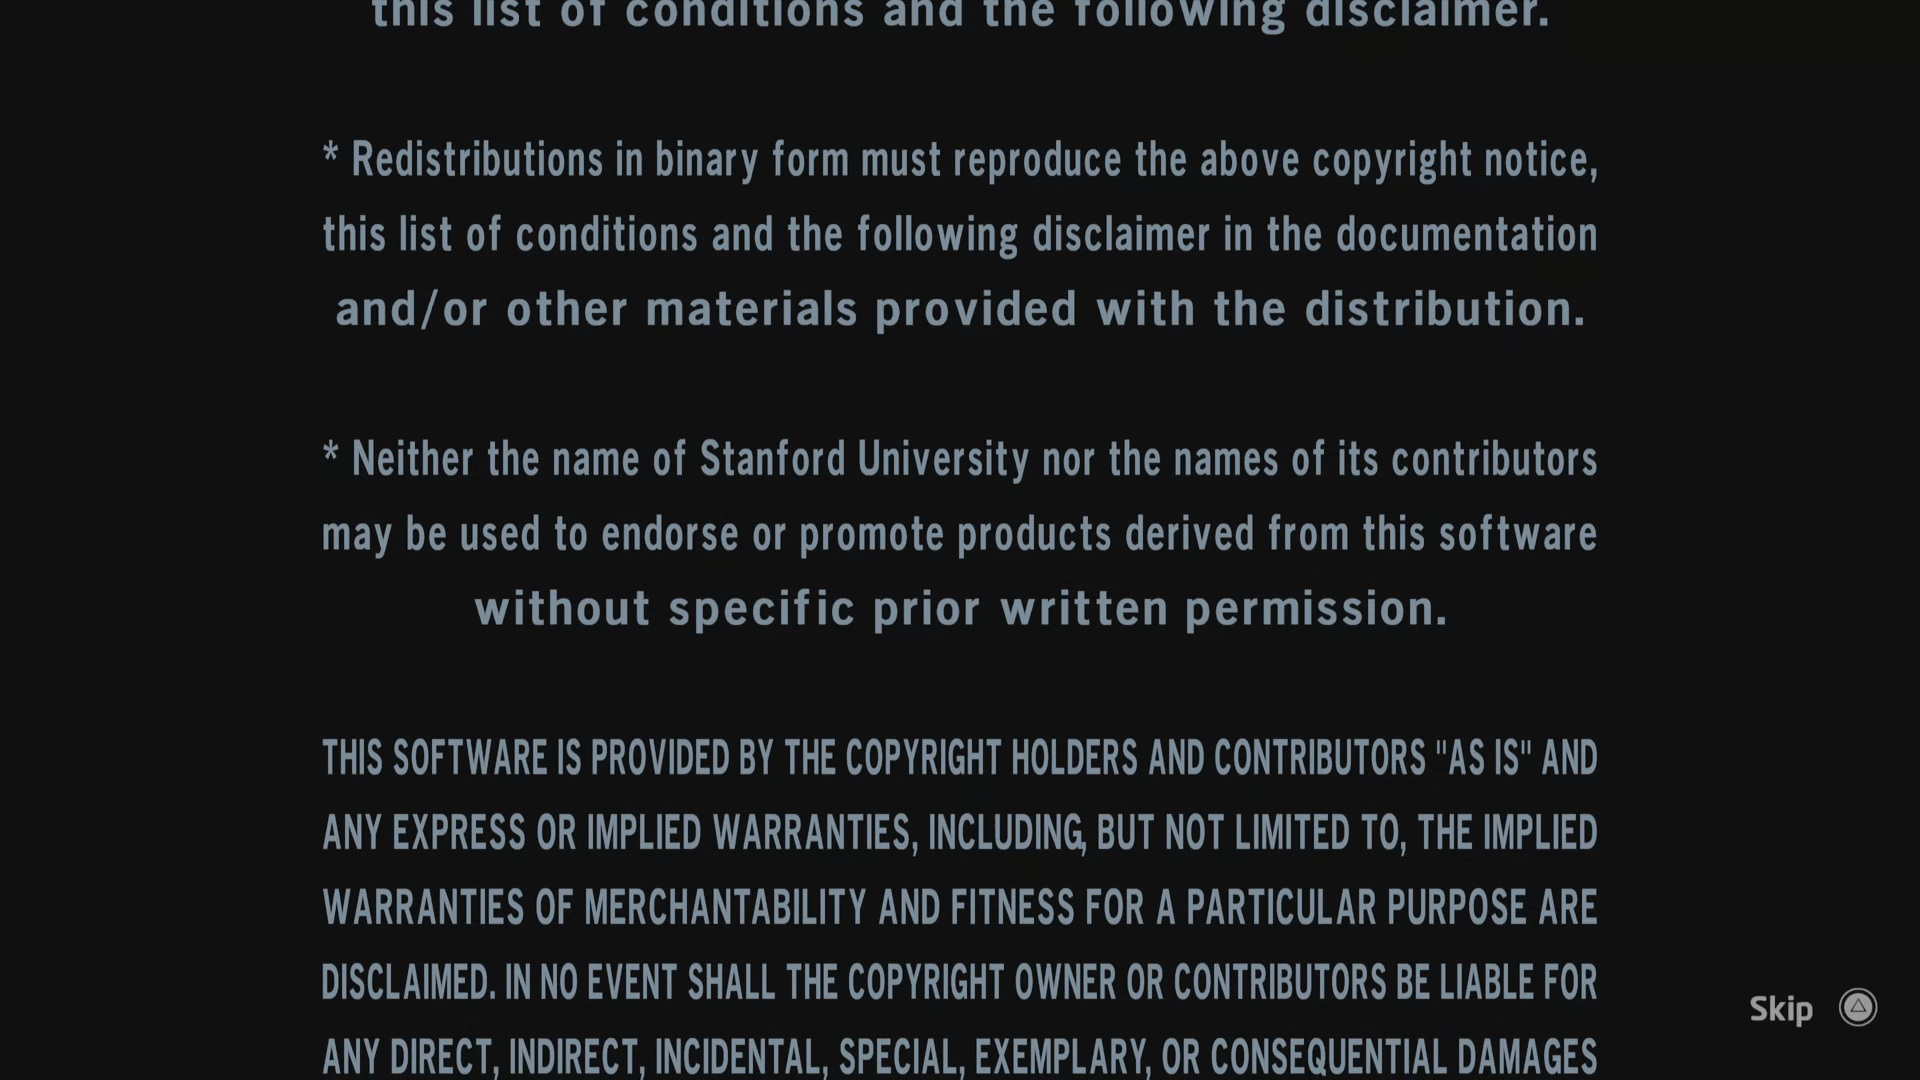 this list of conditions and the following disclaimer.
* Redistributions in binary form must reproduce the above copyright notice,
this list of conditions and the following disclaimer in the documentation
and/or other materials provided with the distribution.
* Neither the name of Stanford University nor the names of its contributors
may be used to endorse or promote products derived from this software
without specific prior written permission.
THIS SOFTWARE IS PROVIDED BY THE COPYRIGHT HOLDERS AND CONTRIBUTORS "AS IS" AND
ANY EXPRESS OR IMPLIED WARRANTIES, INCLUDING, BUT NOT LIMITED TO, THE IMPLIED
WARRANTIES OF MERCHANTABILITY AND FITNESS FOR A PARTICULAR PURPOSE ARE
DISCLAIMED. IN NO EVENT SHALL THE COPYRIGHT OWNER OR CONTRIBUTORS BE LIABLE FOR
Skip
ANY DIRECT, INDIRECT, INCIDENTAL, SPECIAL, EXEMPLARY, OR CONSEQUENTIAL DAMAGES